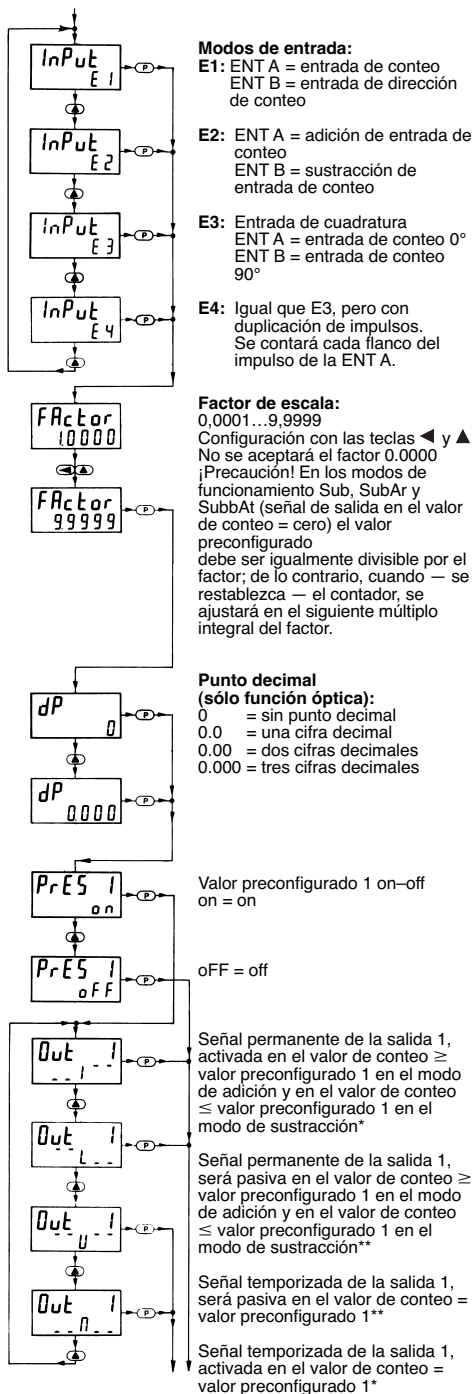 InPut
E1
P
Modos de entrada:
E1: ENT A = entrada de conteo
ENT B = entrada de dirección
de conteo
InPut
E2
P
E2: ENT A = adición de entrada de
conteo
ENT B = sustracción de
entrada de conteo
InPut
E3
P
E3: Entrada de cuadratura
ENT A = entrada de conteo 0°
ENT B = entrada de conteo
90°
InPut
E4
P
E4: Igual que E3, pero con
duplicación de impulsos.
Se contará cada flanco del
impulso de la ENT A.
FActor
1.0000
FActor
9.9999
P
Factor de escala:
0,0001…9,9999
Configuración con las teclas ◀ y ▲
No se aceptará el factor 0.0000
¡Precaución! En los modos de
funcionamiento Sub, SubAr y
SubbAt (señal de salida en el valor
de conteo = cero) el valor
preconfigurado
debe ser igualmente divisible por el
factor; de lo contrario, cuando — se
restablezca — el contador, se
ajustará en el siguiente múltiplo
integral del factor.
dP
0
P
dP
0.000
P
Punto decimal
(sólo función óptica):
0 = sin punto decimal
0.0 = una cifra decimal
0.00 = dos cifras decimales
0.000 = tres cifras decimales
PrES 1
on
P
Valor preconfigurado 1 on–off
on = on
PrES 1
oFF
P
oFF = off
Out 1
P
Señal permanente de la salida 1,
activada en el valor de conteo ≥
valor preconfigurado 1 en el modo
de adición y en el valor de conteo
≤ valor preconfigurado 1 en el
modo de sustracción*
Out 1
P
Señal permanente de la salida 1,
será pasiva en el valor de conteo ≥
valor preconfigurado 1 en el modo
de adición y en el valor de conteo
≤ valor preconfigurado 1 en el
modo de sustracción**
Out 1
P
Señal temporizada de la salida 1,
será pasiva en el valor de conteo =
valor preconfigurado 1**
Out 1
P
Señal temporizada de la salida 1,
activada en el valor de conteo =
valor preconfigurado 1*